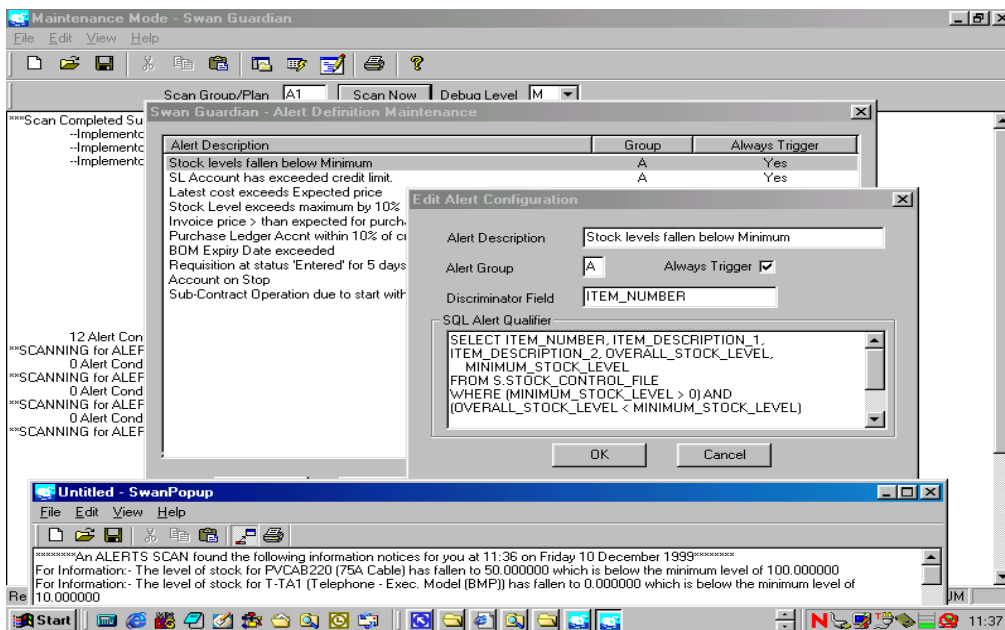 Maintenance Mode - Swan Guardian
File Edit View Help
Scan Group/Plan A1 Scan Now Debug Level M
***Scan Completed Su
--Implementc
--Implementc
--Implementc
12 Alert Con
**SCANNING for ALEF
0 Alert Cond
**SCANNING for ALEF
0 Alert Cond
**SCANNING for ALEF
0 Alert Cond
**SCANNING for ALEF
Swan Guardian - Alert Definition Maintenance
Alert Description Group Always Trigger
Stock levels fallen below Minimum A Yes
SL Account has exceeded credit limit. A Yes
Latest cost exceeds Expected price
Stock Level exceeds maximum by 10%
Invoice price > than expected for purch
Purchase Ledger Accnt within 10% of cr
BOM Expiry Date exceeded
Requisition at status 'Entered' for 5 days
Account on Stop
Sub-Contract Operation due to start with
Edit Alert Configuration
Alert Description Stock levels fallen below Minimum
Alert Group A Always Trigger
Discriminator Field ITEM_NUMBER
SQL Alert Qualifier
SELECT ITEM_NUMBER, ITEM_DESCRIPTION_1,
ITEM_DESCRIPTION_2, OVERALL_STOCK_LEVEL,
MINIMUM_STOCK_LEVEL
FROM S.STOCK_CONTROL_FILE
WHERE (MINIMUM_STOCK_LEVEL > 0) AND
(OVERALL_STOCK_LEVEL < MINIMUM_STOCK_LEVEL)
OK Cancel
Untitled - SwanPopup
File Edit View Help
********An ALERTS SCAN found the following information notices for you at 11:36 on Friday 10 December 1999********
For Information:- The level of stock for PVCAB220 (75A Cable) has fallen to 50.000000 which is below the minimum level of 100.000000
For Information:- The level of stock for T-TA1 (Telephone - Exec. Model (BMP)) has fallen to 0.000000 which is below the minimum level of
10.000000
Re
UM
Start
11:37